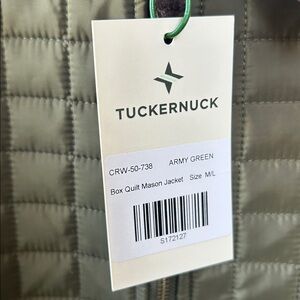 TUCKERNUCK
CRW-50-738 ARMY GREEN
Box Quilt Mason Jacket Size M/L
S172127